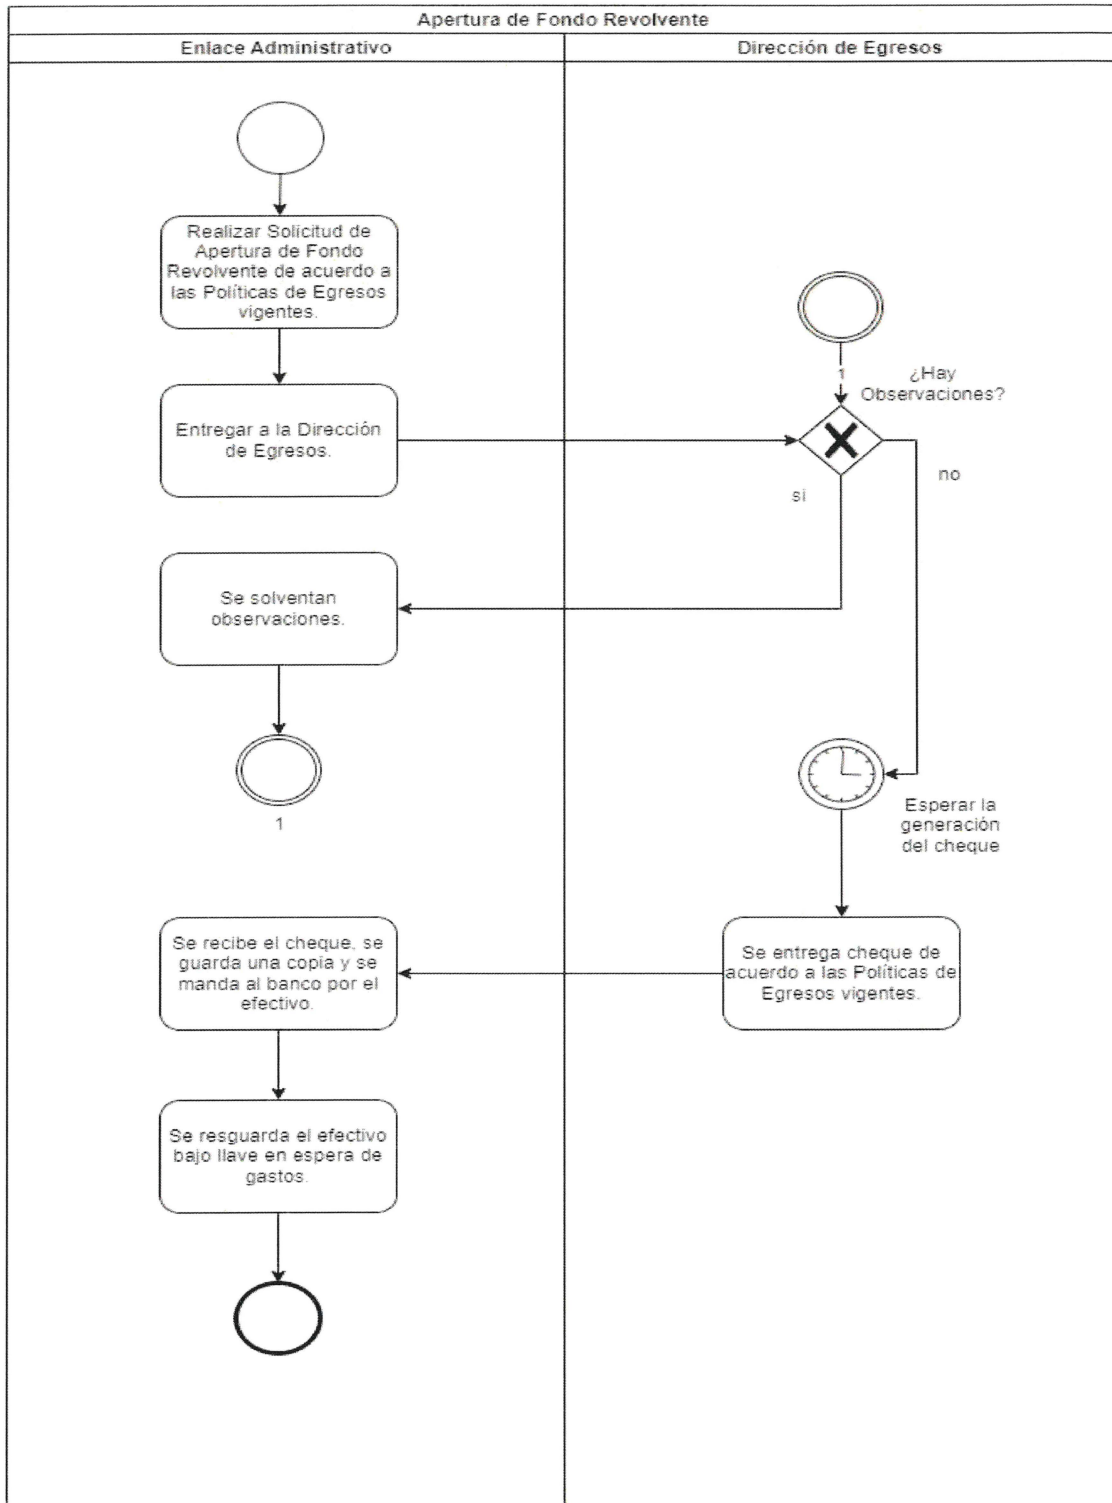 Apertura de Fondo Revolvente
Enlace Administrativo
Dirección de Egresos
Realizar Solicitud de
Apertura de Fondo
Revolvente de acuerdo a
las Políticas de Egresos
vigentes.
Entregar a la Dirección
de Egresos.
1
¿Hay
Observaciones?
si
no
Se solventan
observaciones.
1
Esperar la
generación
del cheque
Se entrega cheque de
acuerdo a las Políticas de
Egresos vigentes.
Se recibe el cheque, se
guarda una copia y se
manda al banco por el
efectivo.
Se resguarda el efectivo
bajo llave en espera de
gastos.